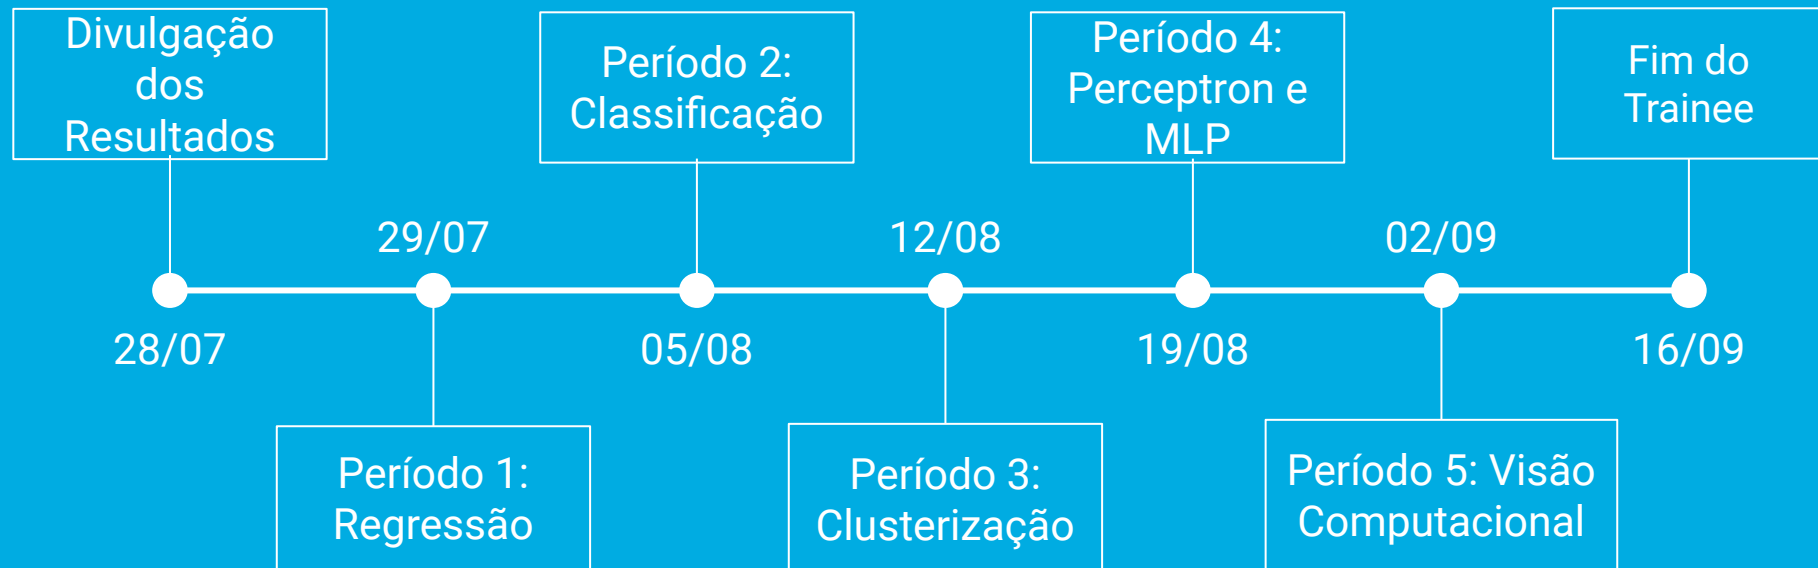 Divulgação
dos
Resultados
Período 2:
Classificação
Período 4:
Perceptron e
MLP
Fim do
Trainee
29/07
12/08
02/09
28/07
05/08
19/08
16/09
Período 1:
Regressão
Período 3:
Clusterização
Período 5: Visão
Computacional